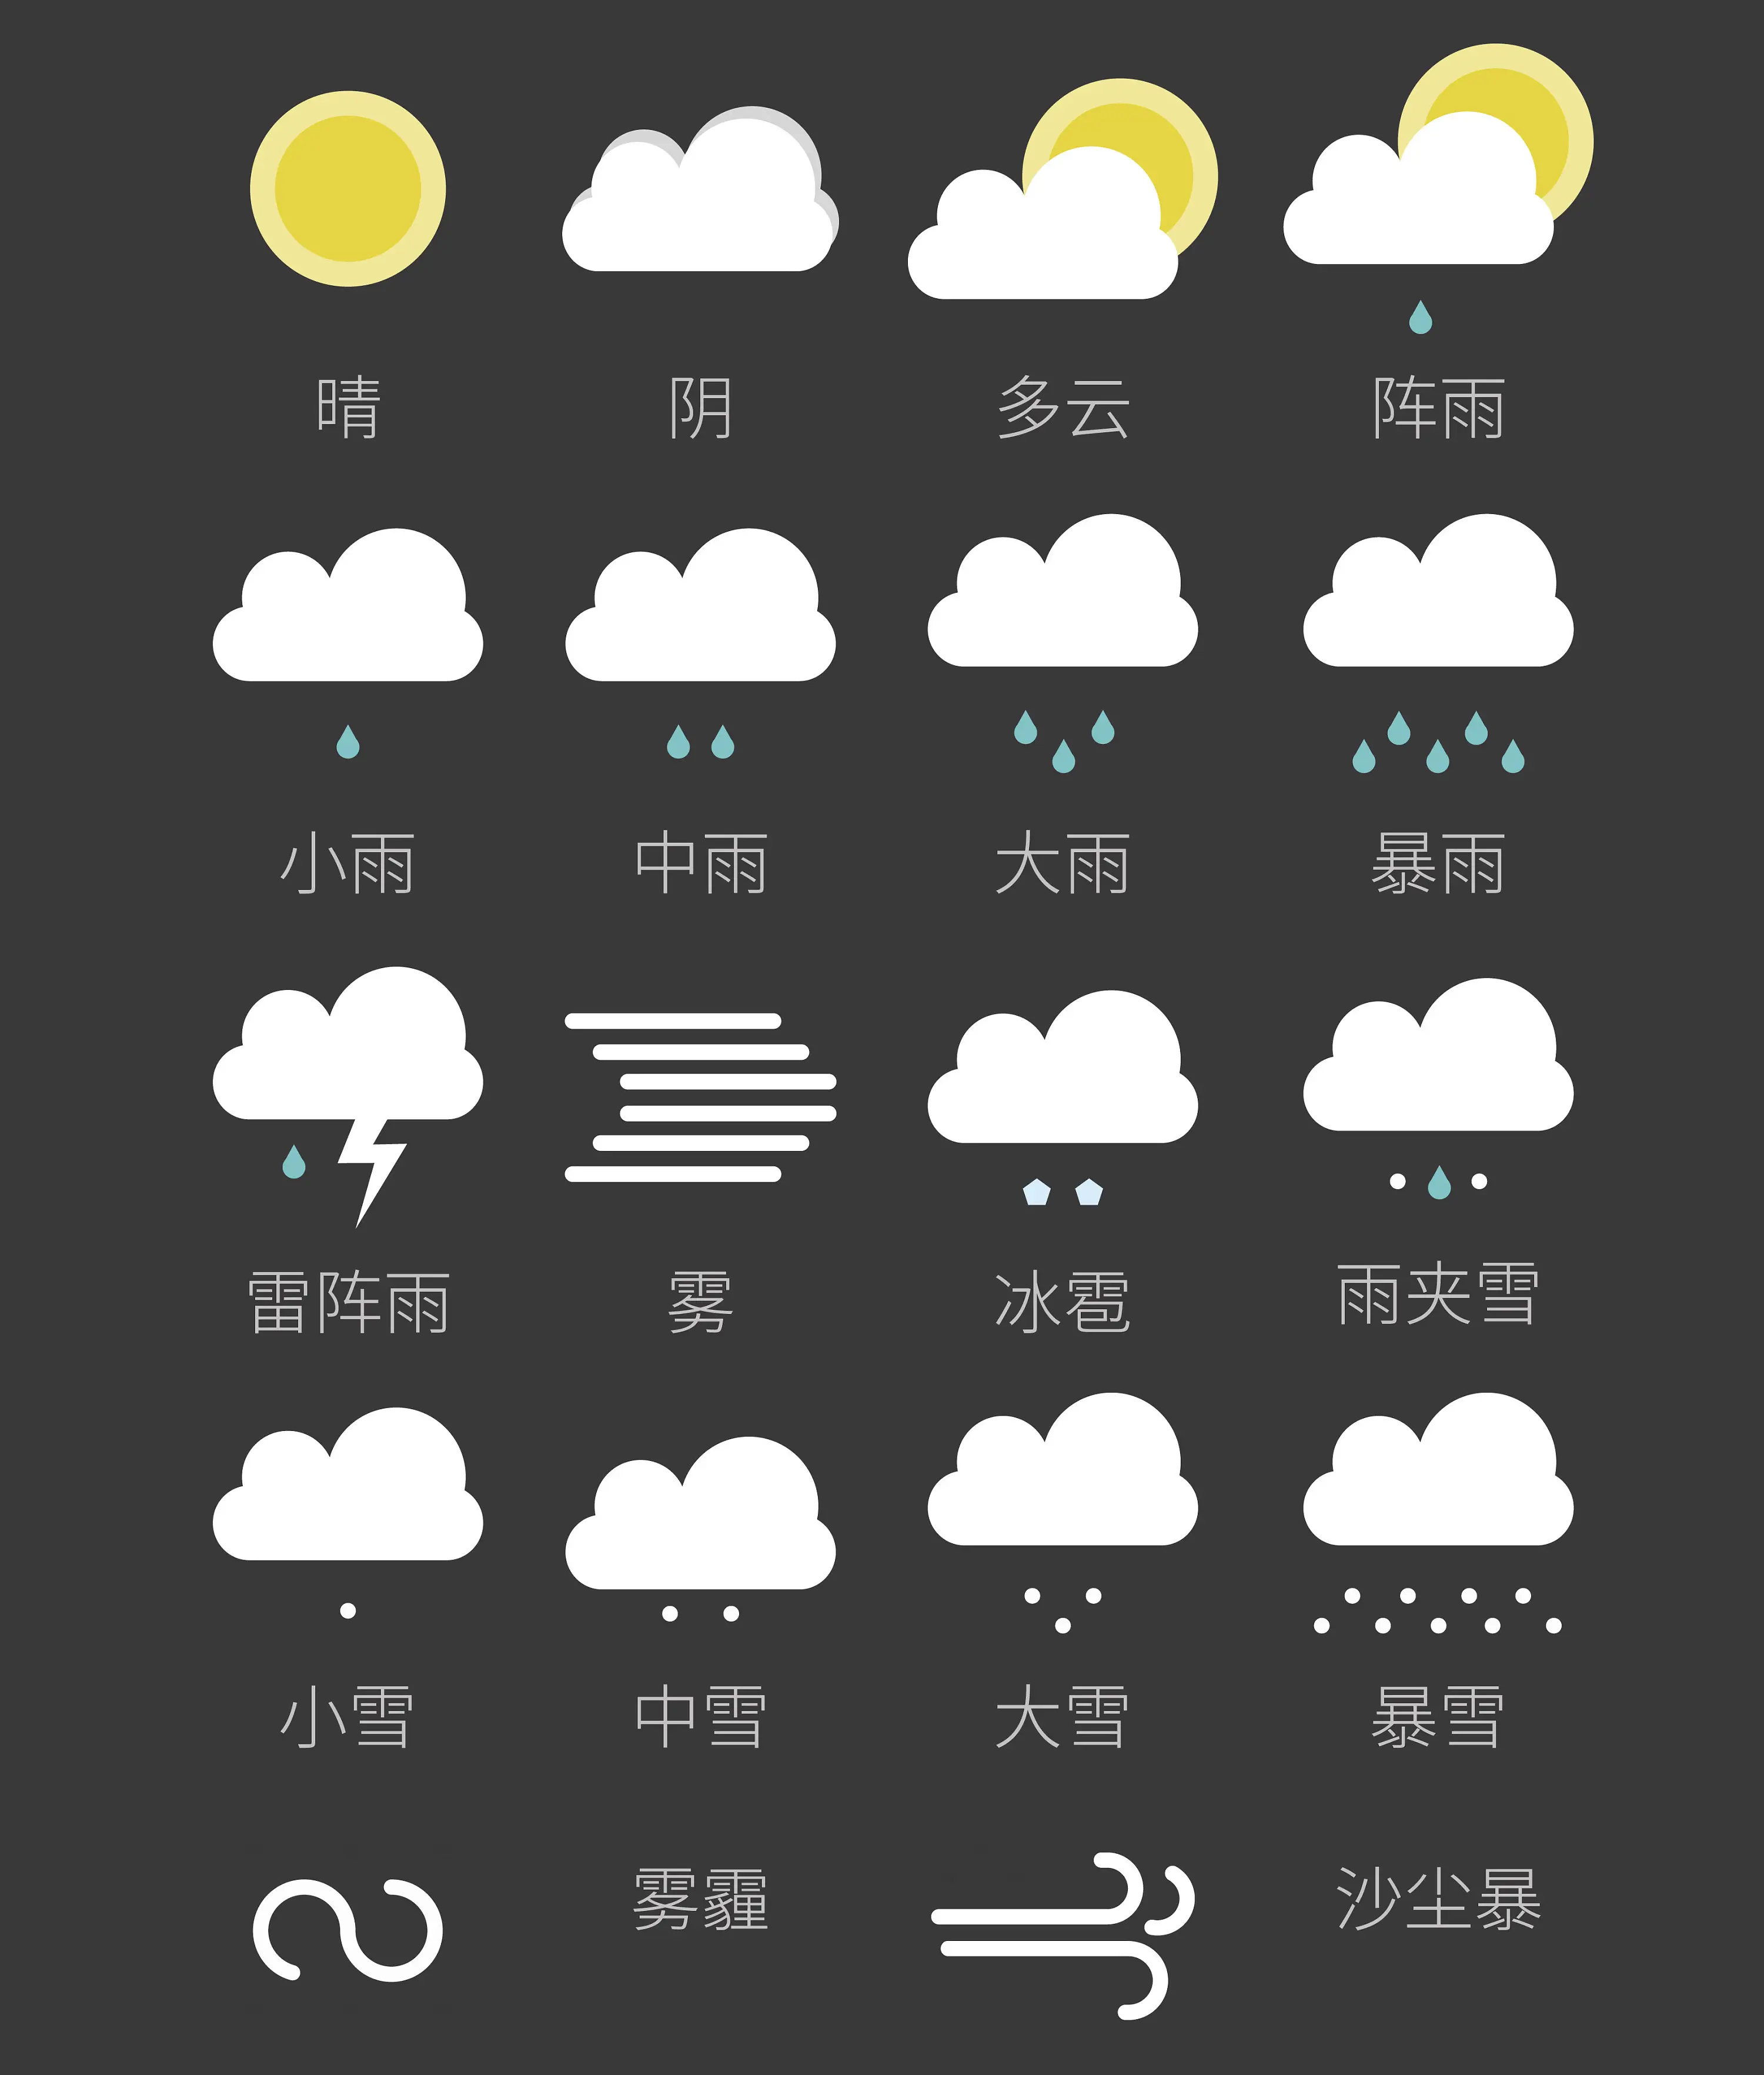 晴 阴 多云 阵雨
小雨 中雨 大雨 暴雨
雷阵雨 雾 冰雹 雨夹雪
小雪 中雪 大雪 暴雪
雾霾 沙尘暴